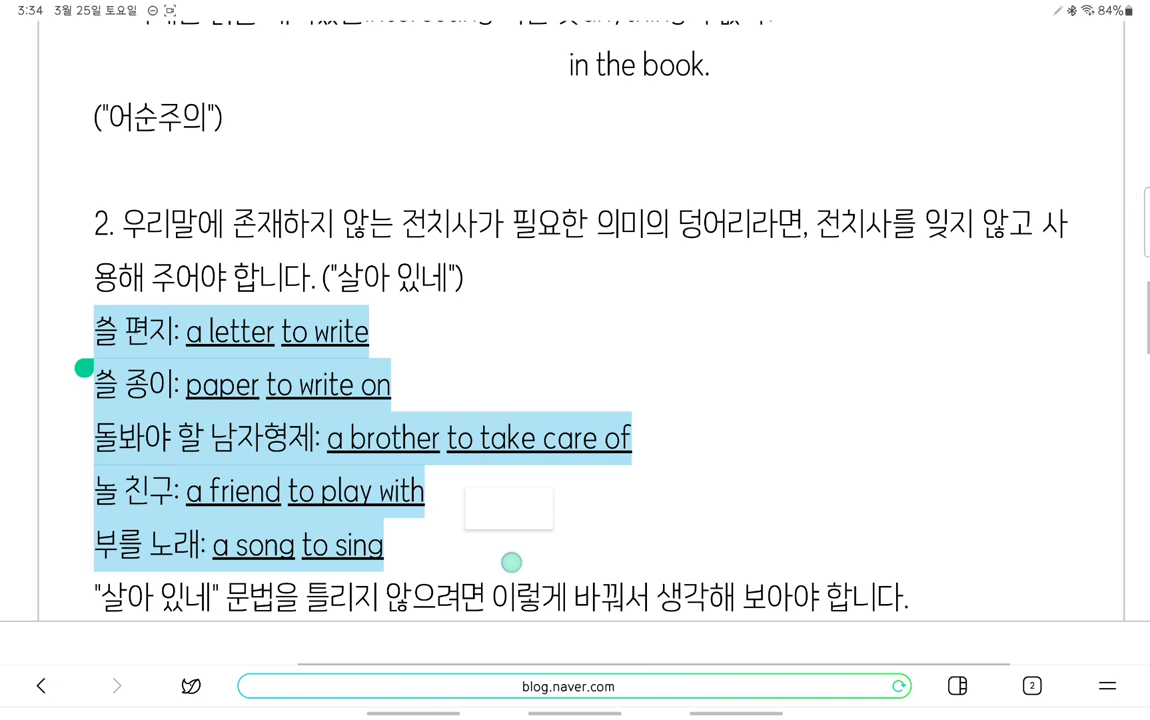 3:34 3월 25일 토요일 84%
in the book.
("어순주의")
2. 우리말에 존재하지 않는 전치사가 필요한 의미의 덩어리라면, 전치사를 잊지 않고 사
용해 주어야 합니다. ("살아 있네")
쓸 편지: a letter to write
쓸 종이: paper to write on
돌봐야 할 남자형제: a brother to take care of
놀 친구: a friend to play with
부를 노래: a song to sing
"살아 있네" 문법을 틀리지 않으려면 이렇게 바꿔서 생각해 보아야 합니다.
blog.naver.com
2